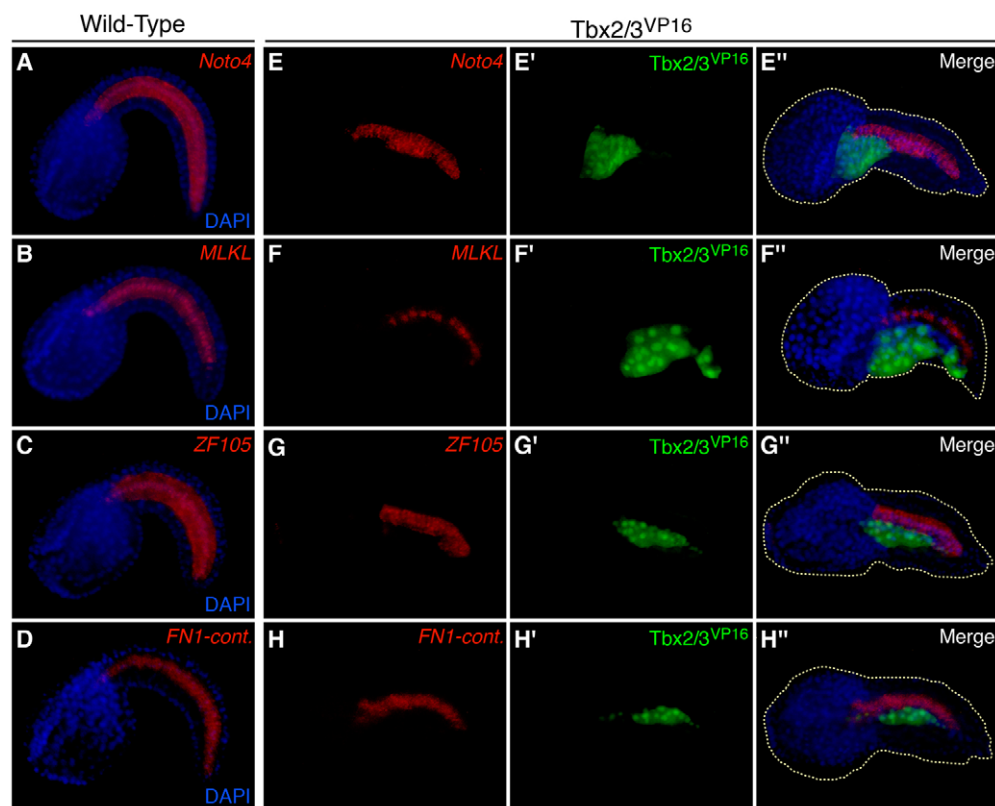 Wild-Type Tbx2/3VP16
A Noto4 E Noto4 E' Tbx2/3VP16 E" Merge
DAPI
B MLKL F MLKL F' Tbx2/3VP16 F" Merge
DAPI
C ZF105 G ZF105 G' Tbx2/3VP16 G" Merge
DAPI
D FN1-cont. H FN1-cont. H' Tbx2/3VP16 H" Merge
DAPI